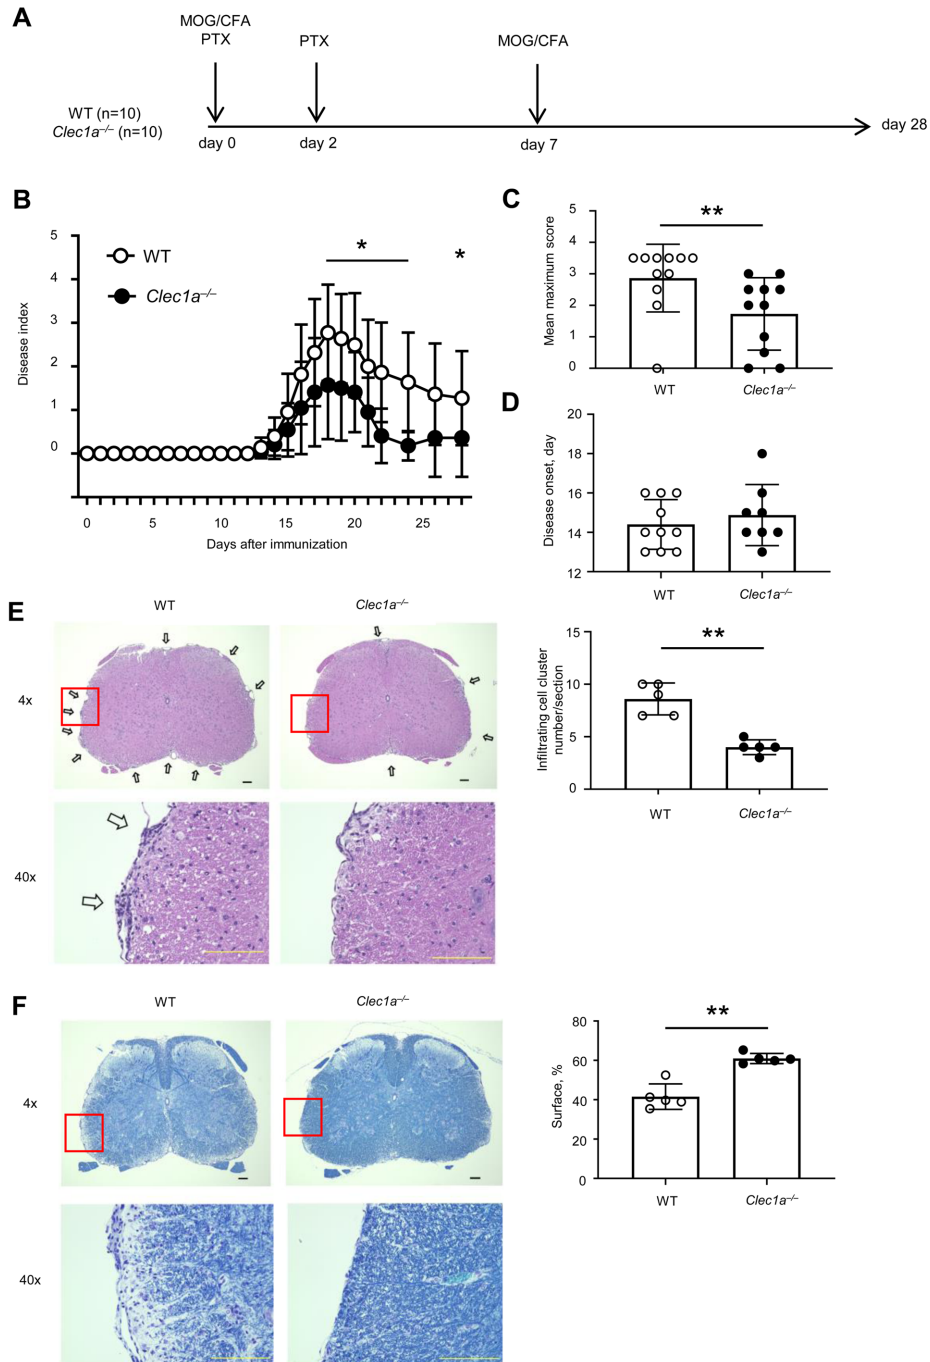 A
MOG/CFA
PTX
PTX
MOG/CFA
WT (n=10)
Clec1a–/– (n=10)
day 0
day 2
day 7
day 28
B
5
4
3
2
1
0
Disease index
WT
Clec1a–/–
*
*
0 5 10 15 20 25
Days after immunization
C
5
4
3
2
1
0
Mean maximum score
**
WT
Clec1a–/–
D
20
18
16
14
12
Disease onset, day
WT
Clec1a–/–
E
WT
Clec1a–/–
4x
40x
15
10
5
0
Infiltrating cell cluster
number/section
**
WT
Clec1a–/–
F
WT
Clec1a–/–
4x
40x
80
60
40
20
0
Surface, %
**
WT
Clec1a–/–